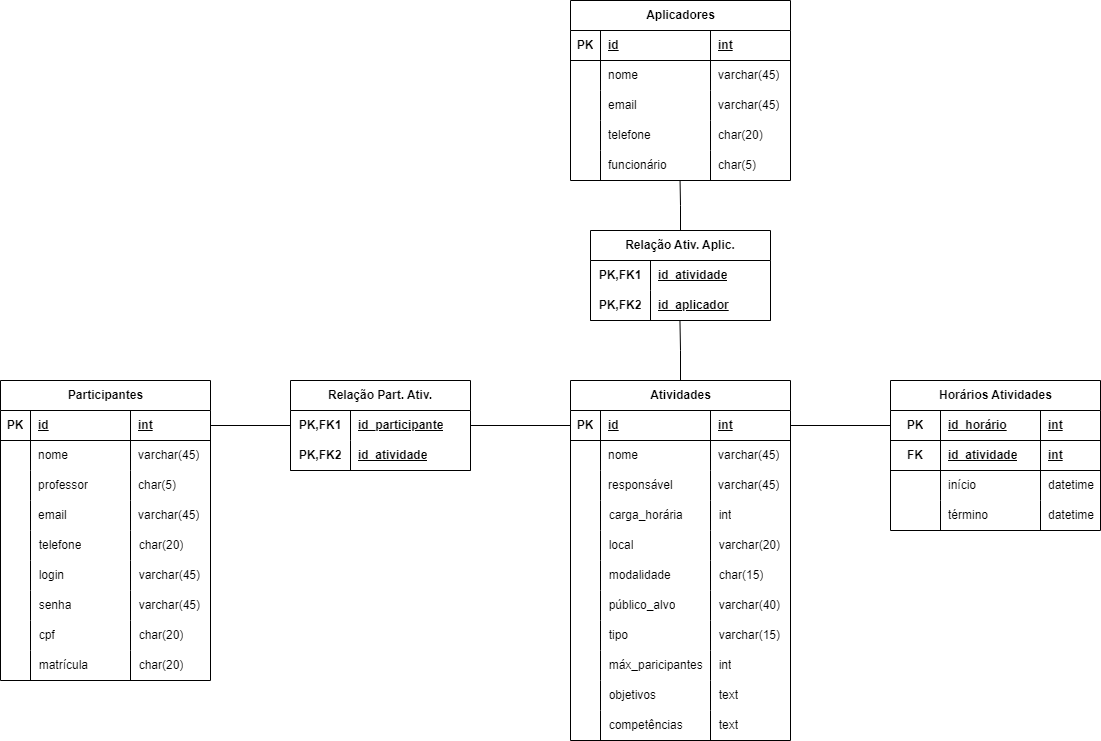 Aplicadores
PK id int
nome varchar(45)
email varchar(45)
telefone char(20)
funcionário char(5)
Relação Ativ. Aplic.
PK,FK1 id_atividade
PK,FK2 id_aplicador
Participantes
PK id int
nome varchar(45)
professor char(5)
email varchar(45)
telefone char(20)
login varchar(45)
senha varchar(45)
cpf char(20)
matrícula char(20)
Relação Part. Ativ.
PK,FK1 id_participante
PK,FK2 id_atividade
Atividades
PK id int
nome varchar(45)
responsável varchar(45)
carga_horária int
local varchar(20)
modalidade char(15)
público_alvo varchar(40)
tipo varchar(15)
máx_paricipantes int
objetivos text
competências text
Horários Atividades
PK id_horário int
FK id_atividade int
início datetime
término datetime